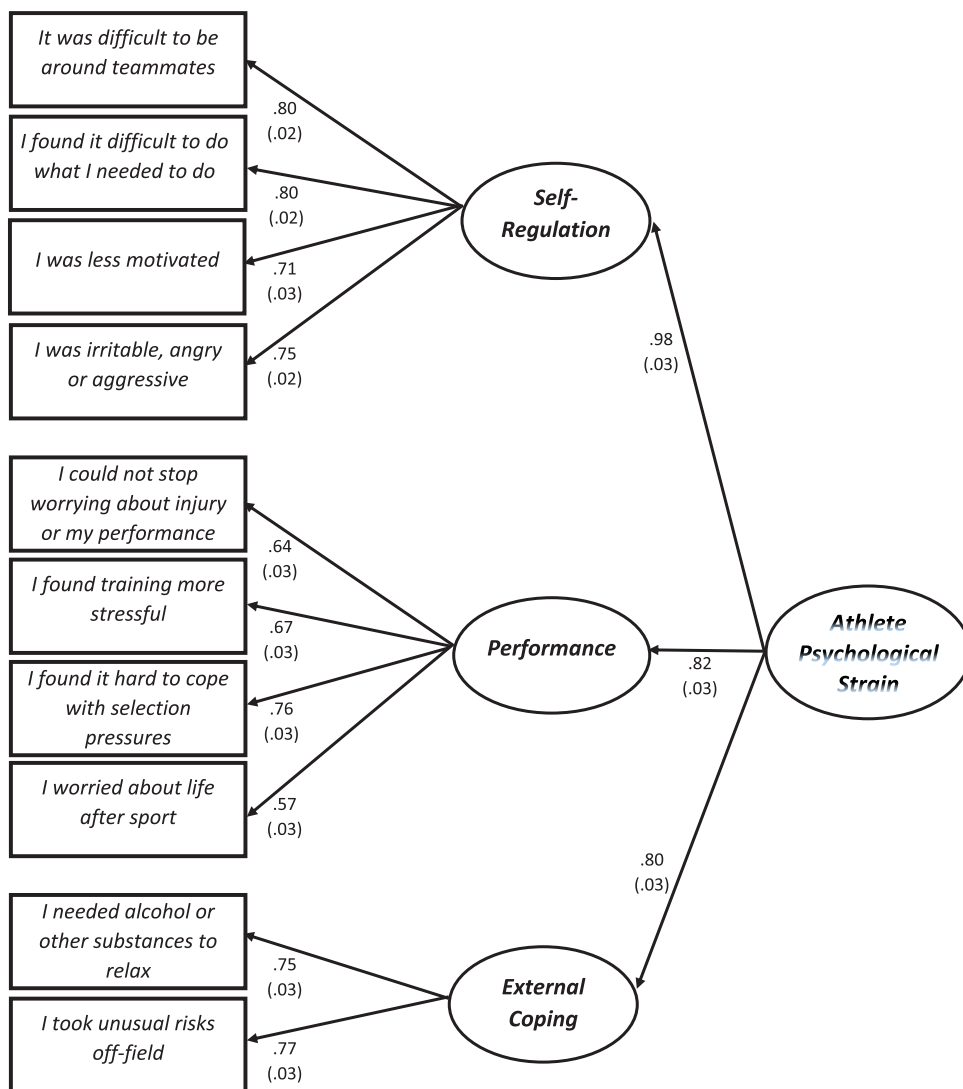 It was difficult to be
around teammates
.80
(.02)
I found it difficult to do
what I needed to do
.80
(.02)
I was less motivated
.71
(.03)
I was irritable, angry
or aggressive
.75
(.02)
Self-
Regulation
.98
(.03)
I could not stop
worrying about injury
or my performance
.64
(.03)
I found training more
stressful
.67
(.03)
I found it hard to cope
with selection
pressures
.76
(.03)
I worried about life
after sport
.57
(.03)
Performance
.82
(.03)
Athlete
Psychological
Strain
.80
(.03)
I needed alcohol or
other substances to
relax
.75
(.03)
I took unusual risks
off-field
.77
(.03)
External
Coping